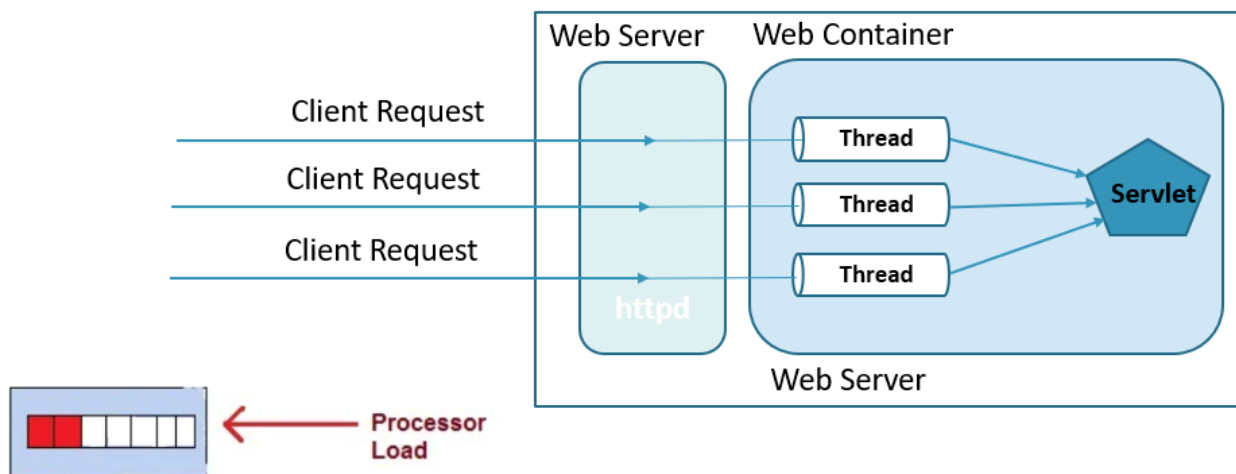 Web Server
Web Container
Client Request
Thread
Client Request
Thread
Servlet
Client Request
Thread
httpd
Web Server
Processor
Load